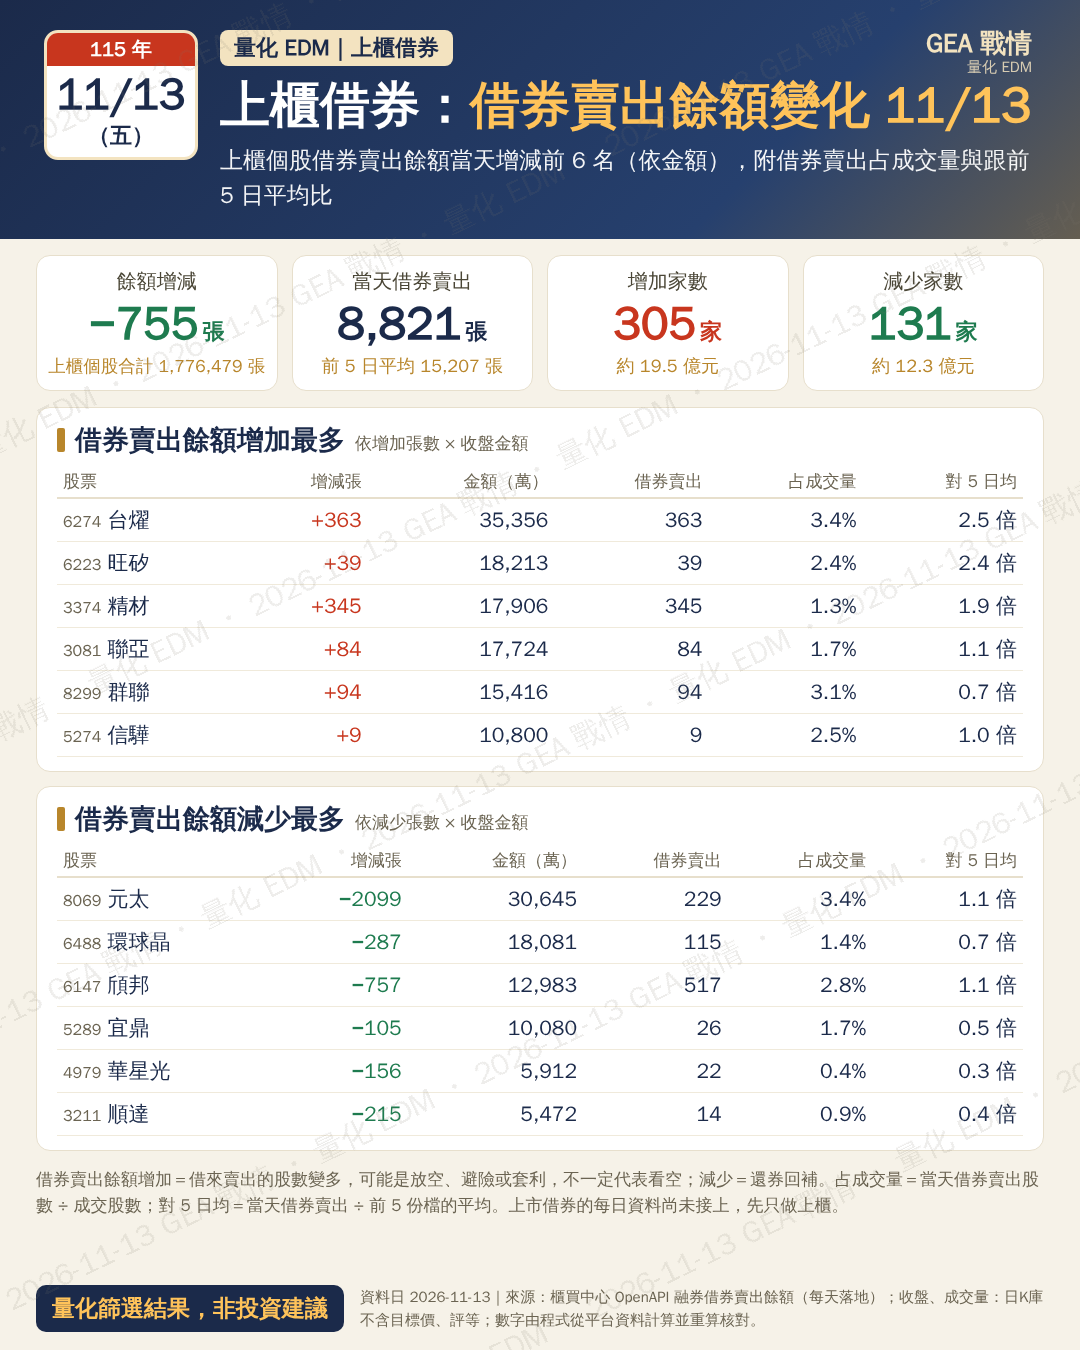 115 年
11/13
（五）
量化 EDM｜上櫃借券
GEA 戰情
量化 EDM
上櫃借券：借券賣出餘額變化 11/13
上櫃個股借券賣出餘額當天增減前 6 名（依金額），附借券賣出占成交量與跟前
5 日平均比
餘額增減
−755 張
上櫃個股合計 1,776,479 張
當天借券賣出
8,821 張
前 5 日平均 15,207 張
增加家數
305 家
約 19.5 億元
減少家數
131 家
約 12.3 億元
借券賣出餘額增加最多 依增加張數 × 收盤金額
股票 增減張 金額（萬） 借券賣出 占成交量 對 5 日均
6274 台燿 +363 35,356 363 3.4% 2.5 倍
6223 旺矽 +39 18,213 39 2.4% 2.4 倍
3374 精材 +345 17,906 345 1.3% 1.9 倍
3081 聯亞 +84 17,724 84 1.7% 1.1 倍
8299 群聯 +94 15,416 94 3.1% 0.7 倍
5274 信驊 +9 10,800 9 2.5% 1.0 倍
借券賣出餘額減少最多 依減少張數 × 收盤金額
股票 增減張 金額（萬） 借券賣出 占成交量 對 5 日均
8069 元太 −2099 30,645 229 3.4% 1.1 倍
6488 環球晶 −287 18,081 115 1.4% 0.7 倍
6147 頎邦 −757 12,983 517 2.8% 1.1 倍
5289 宜鼎 −105 10,080 26 1.7% 0.5 倍
4979 華星光 −156 5,912 22 0.4% 0.3 倍
3211 順達 −215 5,472 14 0.9% 0.4 倍
借券賣出餘額增加＝借來賣出的股數變多，可能是放空、避險或套利，不一定代表看空；減少＝還券回補。占成交量＝當天借券賣出股
數 ÷ 成交股數；對 5 日均＝當天借券賣出 ÷ 前 5 份檔的平均。上市借券的每日資料尚未接上，先只做上櫃。
量化篩選結果，非投資建議
資料日 2026-11-13｜來源：櫃買中心 OpenAPI 融券借券賣出餘額（每天落地）；收盤、成交量：日K庫
不含目標價、評等；數字由程式從平台資料計算並重算核對。